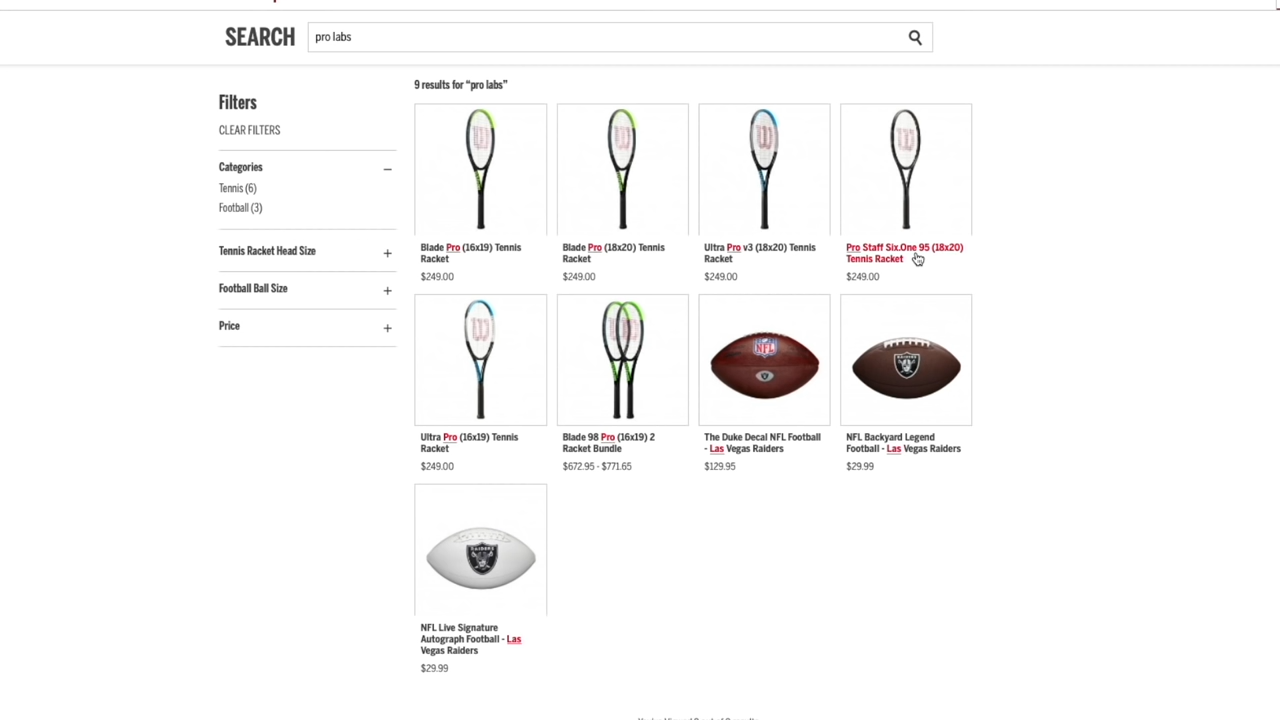 SEARCH
pro labs
9 results for “pro labs”
Filters
CLEAR FILTERS
Categories
Tennis (6)
Football (3)
Tennis Racket Head Size
Football Ball Size
Price
Blade Pro (16x19) Tennis
Racket
$249.00
Blade Pro (18x20) Tennis
Racket
$249.00
Ultra Pro v3 (18x20) Tennis
Racket
$249.00
Pro Staff Six.One 95 (18x20)
Tennis Racket
$249.00
Ultra Pro (16x19) Tennis
Racket
$249.00
Blade 98 Pro (16x19) 2
Racket Bundle
$672.95 - $771.65
NFL
The Duke Decal NFL Football
- Las Vegas Raiders
$129.95
RAIDERS
NFL Backyard Legend
Football - Las Vegas Raiders
$29.99
RAIDERS
NFL Live Signature
Autograph Football - Las
Vegas Raiders
$29.99